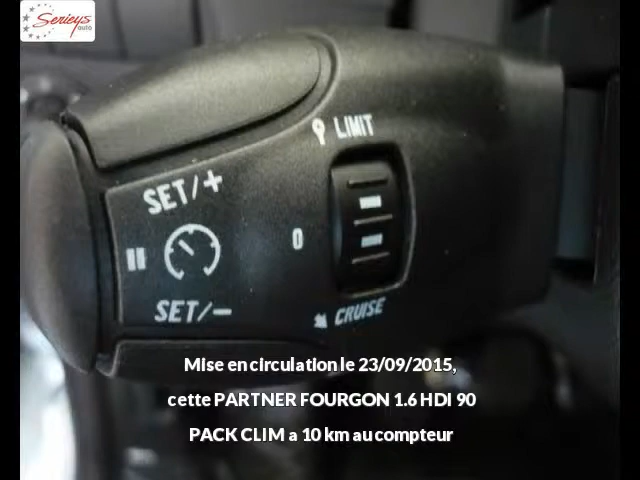 Serieys
auto
LIMIT
SET/+
0
SET/-
CRUISE
Mise en circulation le 23/09/2015,
cette PARTNER FOURGON 1.6 HDI 90
PACK CLIM a 10 km au compteur